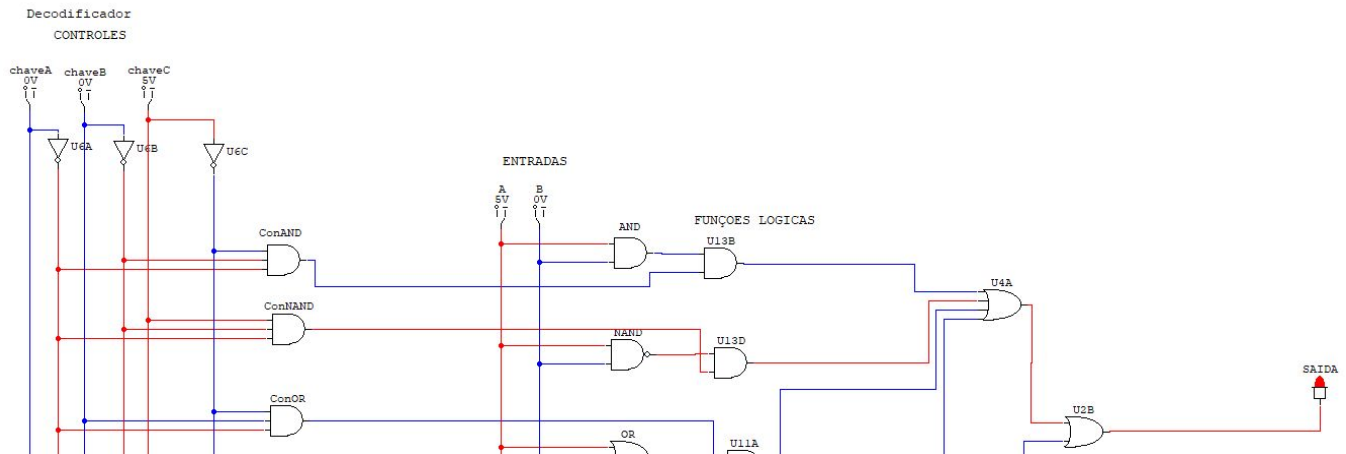 Decodificador
CONTROLES
chaveA
0V
chaveB
0V
chaveC
5V
U6A
U6B
U6C
ENTRADAS
A
5V
B
0V
FUNÇOES LOGICAS
ConAND
AND
U13B
U4A
ConNAND
NAND
U13D
SAIDA
ConOR
U2B
OR
U11A